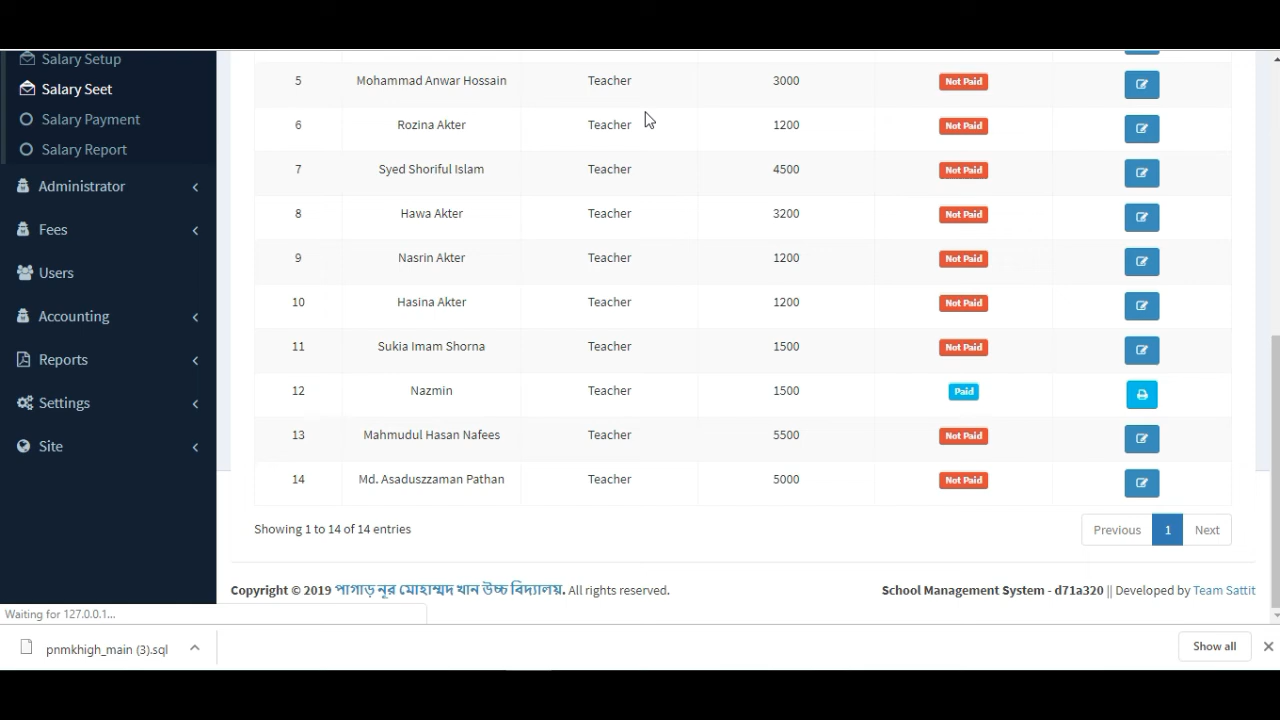 Salary Setup
Salary Seet
Salary Payment
Salary Report
Administrator
Fees
Users
Accounting
Reports
Settings
Site
5 Mohammad Anwar Hossain Teacher 3000 Not Paid
6 Rozina Akter Teacher 1200 Not Paid
7 Syed Shoriful Islam Teacher 4500 Not Paid
8 Hawa Akter Teacher 3200 Not Paid
9 Nasrin Akter Teacher 1200 Not Paid
10 Hasina Akter Teacher 1200 Not Paid
11 Sukia Imam Shorna Teacher 1500 Not Paid
12 Nazmin Teacher 1500 Paid
13 Mahmudul Hasan Nafees Teacher 5500 Not Paid
14 Md. Asaduszzaman Pathan Teacher 5000 Not Paid
Showing 1 to 14 of 14 entries Previous 1 Next
Copyright © 2019 পাগাড় নূর মোহাম্মদ খান উচ্চ বিদ্যালয়. All rights reserved. School Management System - d71a320 || Developed by Team Sattit
Waiting for 127.0.0.1...
pnmkhigh_main (3).sql Show all